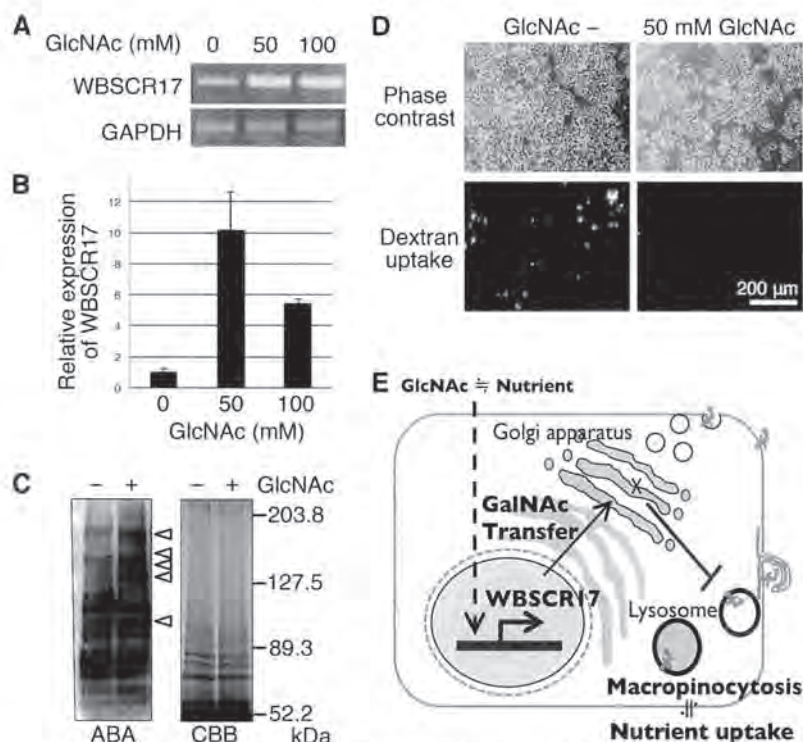 A
GlcNAc (mM) 0 50 100
WBSCR17
GAPDH
B
Relative expression
of WBSCR17
12
10
8
6
4
2
0
0 50 100
GlcNAc (mM)
C
− + − + GlcNAc
203.8
127.5
89.3
52.2
ABA CBB kDa
D
GlcNAc − 50 mM GlcNAc
Phase
contrast
Dextran
uptake
200 µm
E
GlcNAc ≒ Nutrient
Golgi apparatus
X
GalNAc
Transfer
WBSCR17
Lysosome
Macropinocytosis
=
Nutrient uptake